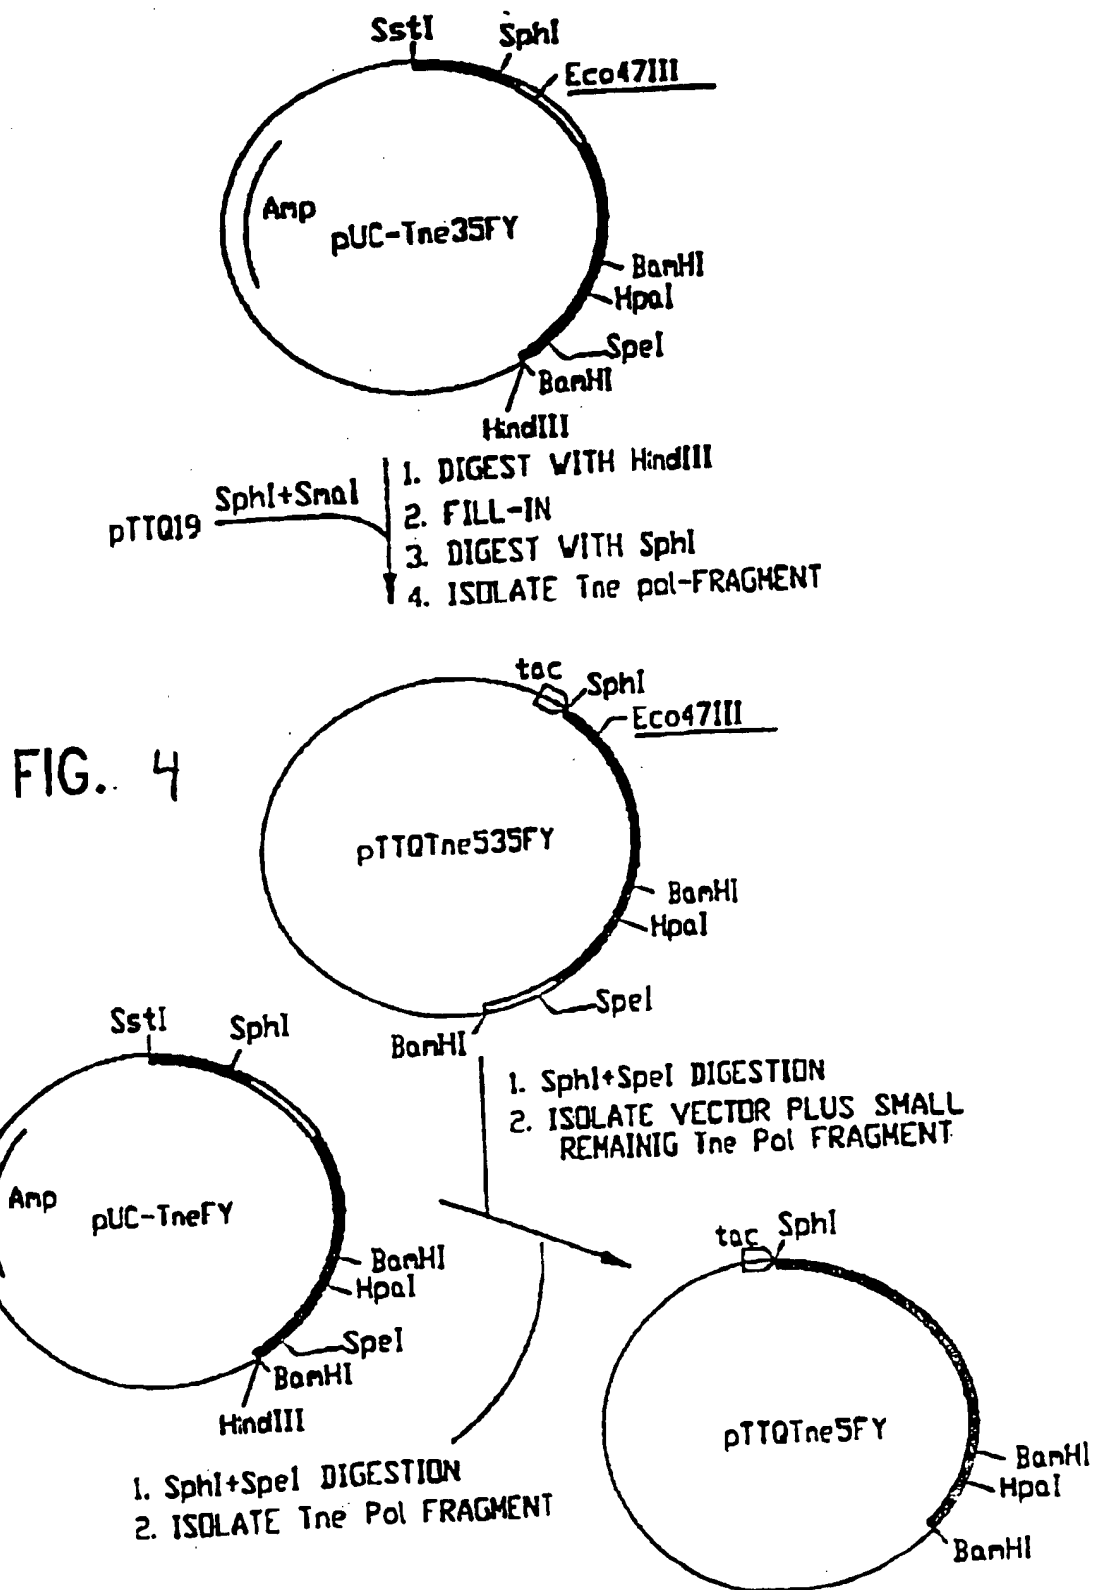 SstI
SphI
Eco47III
Amp
pUC-Tne35FY
BamHI
HpaI
SpeI
BamHI
HindIII
pTTQ19
SphI+SmaI
1. DIGEST WITH HindIII
2. FILL-IN
3. DIGEST WITH SphI
4. ISOLATE Tne pol-FRAGMENT
FIG. 4
tac
SphI
Eco47III
pTTQTne535FY
BamHI
HpaI
SpeI
BamHI
1. SphI+SpeI DIGESTION
2. ISOLATE VECTOR PLUS SMALL
REMAINIG Tne Pol FRAGMENT
SstI
SphI
Amp
pUC-TneFY
BamHI
HpaI
SpeI
BamHI
HindIII
1. SphI+SpeI DIGESTION
2. ISOLATE Tne Pol FRAGMENT
tac
SphI
pTTQTne5FY
BamHI
HpaI
BamHI